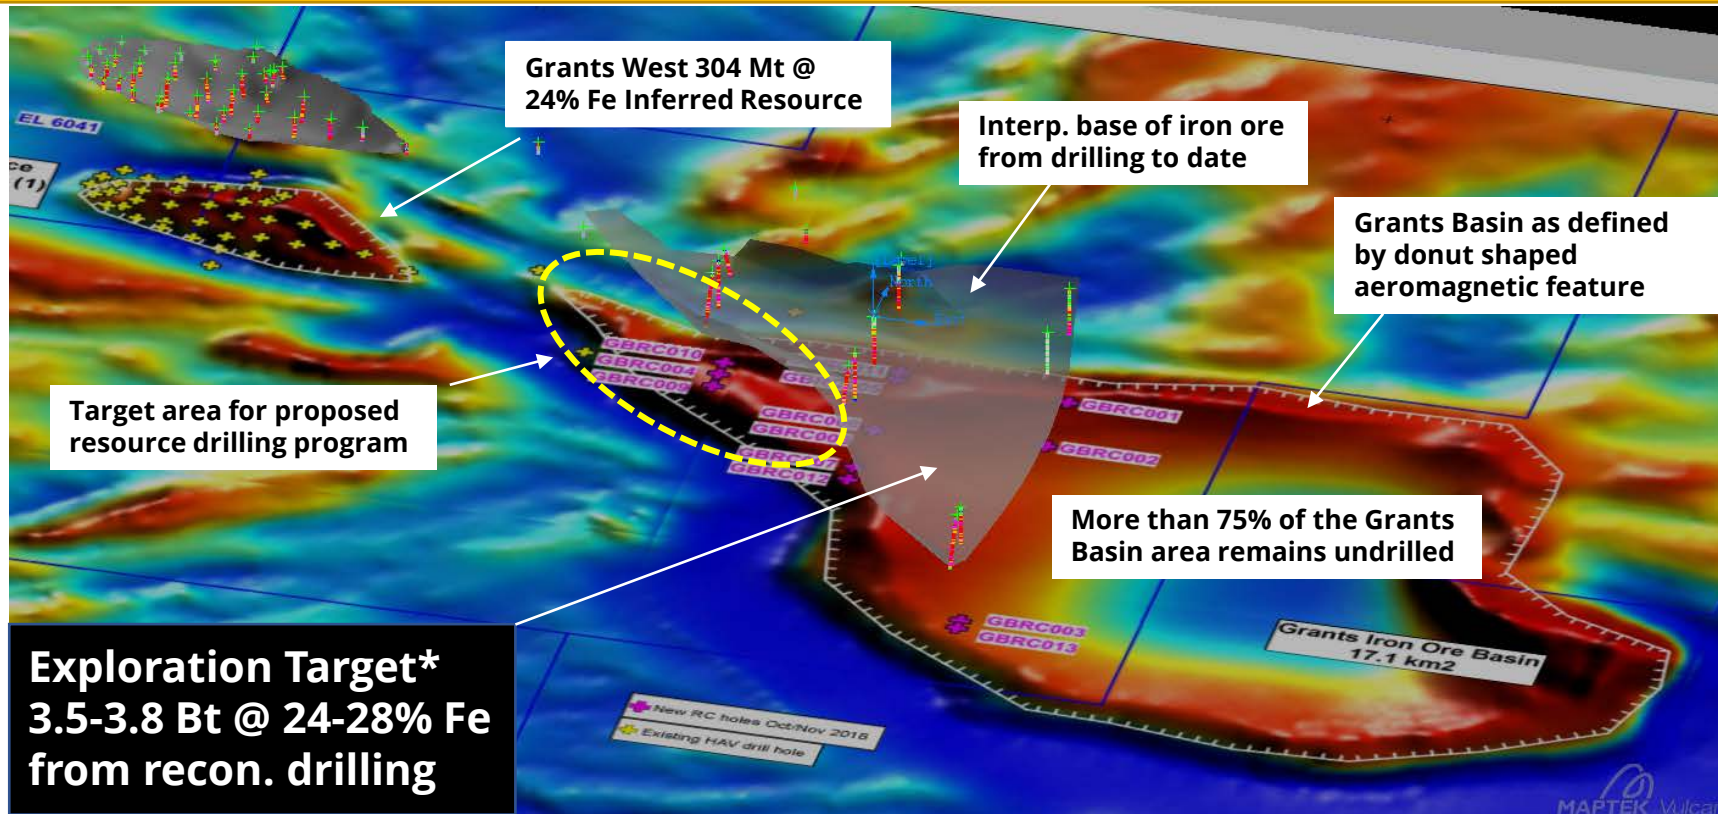 Grants West 304 Mt @
24% Fe Inferred Resource
Interp. base of iron ore
from drilling to date
Grants Basin as defined
by donut shaped
aeromagnetic feature
EL 6041
(1)
North
Target area for proposed
resource drilling program
GBRC010
GBRC004
GBRC009
GBRC001
GBRC002
GBRC012
More than 75% of the Grants
Basin area remains undrilled
GBRC003
GBRC013
Grants Iron Ore Basin
17.1 km2
Exploration Target*
3.5-3.8 Bt @ 24-28% Fe
from recon. drilling
New RC holes Oct/Nov 2018
Existing HAV drill hole
MAPTEK